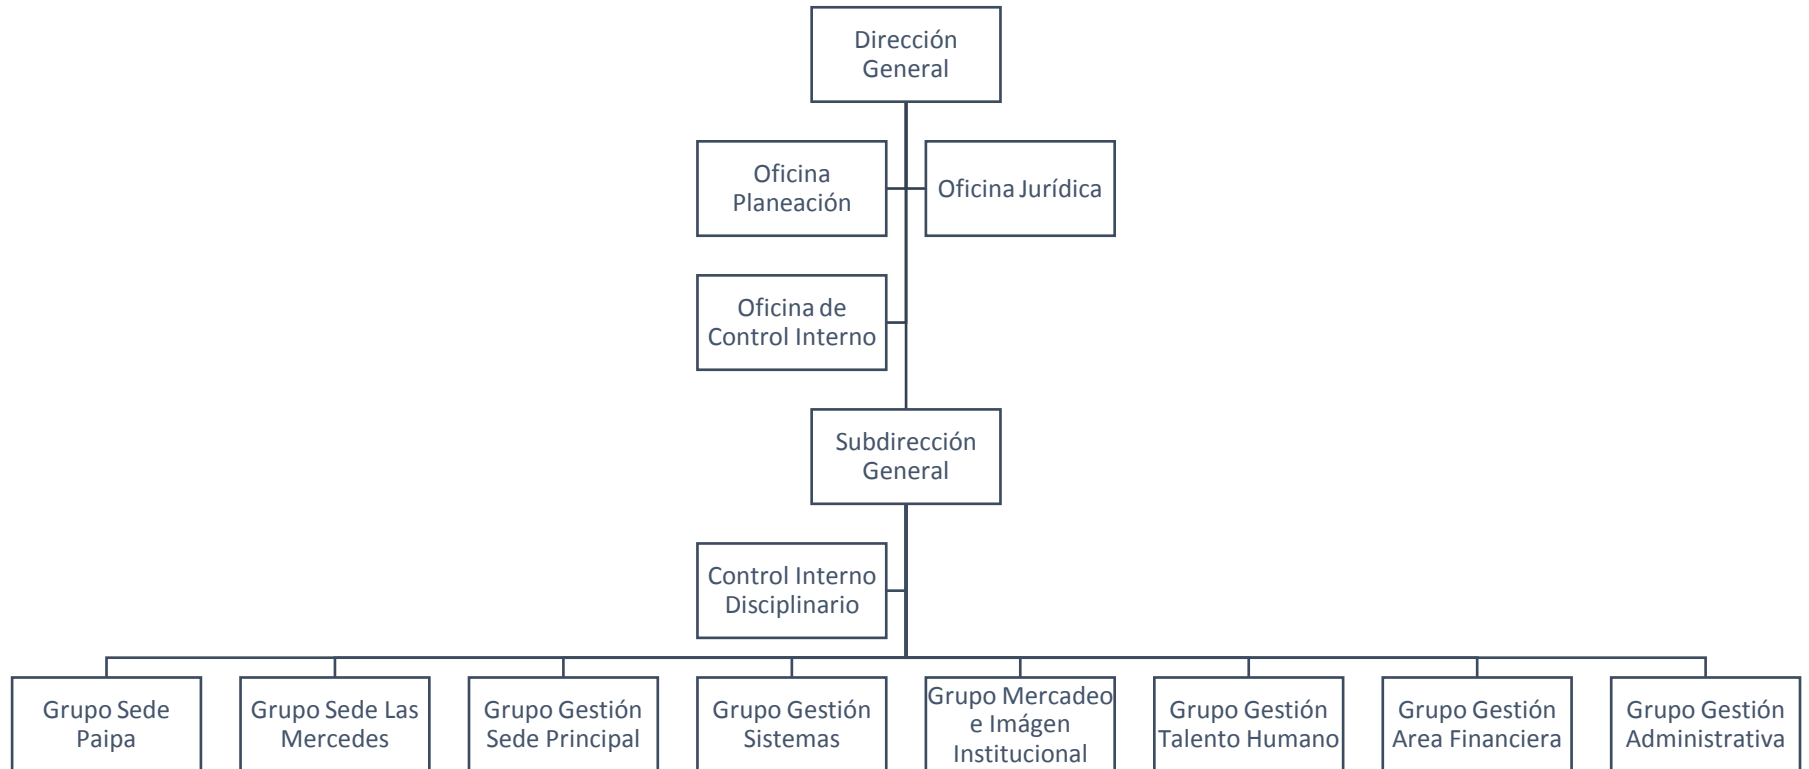 Dirección
General
Oficina
Planeación
Oficina Jurídica
Oficina de
Control Interno
Subdirección
General
Control Interno
Disciplinario
Grupo Sede
Paipa
Grupo Sede Las
Mercedes
Grupo Gestión
Sede Principal
Grupo Gestión
Sistemas
Grupo Mercadeo
e Imágen
Institucional
Grupo Gestión
Talento Humano
Grupo Gestión
Area Financiera
Grupo Gestión
Administrativa